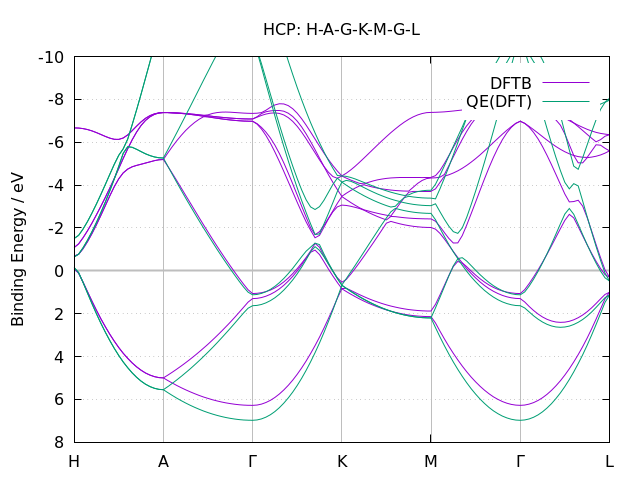 HCP: H-A-G-K-M-G-L
-10
DFTB
-8
QE(DFT)
-6
-4
-2
0
2
4
6
8
Binding Energy / eV
H A Γ K M Γ L